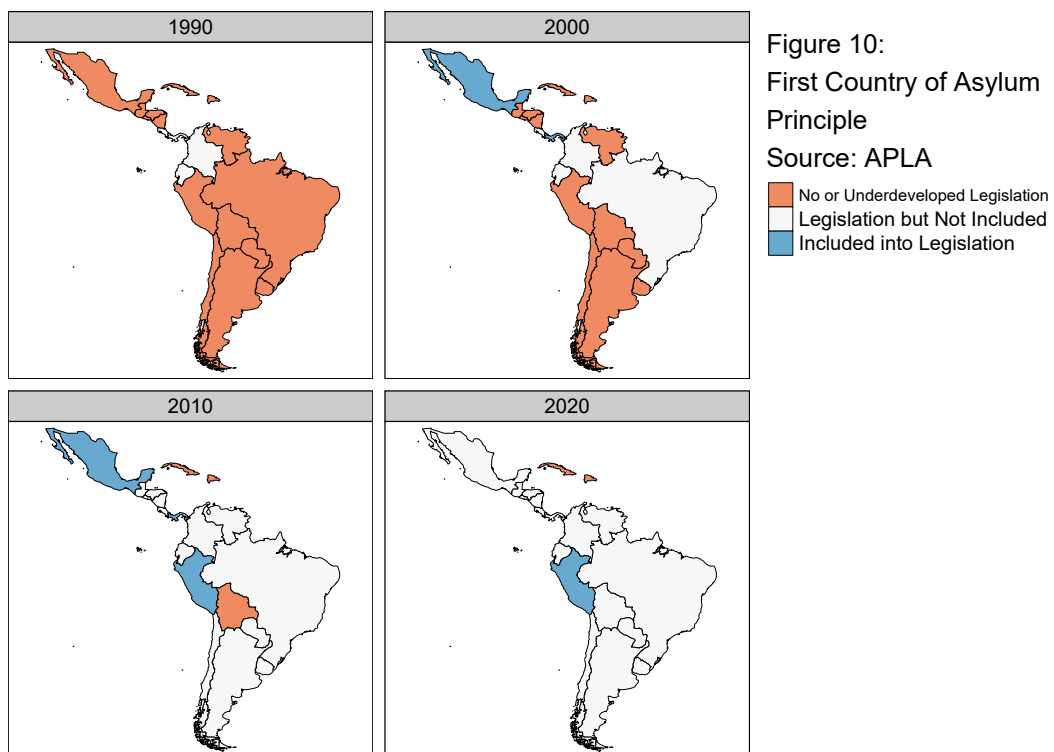 1990
2000
Figure 10:
First Country of Asylum
Principle
Source: APLA
No or Underdeveloped Legislation
Legislation but Not Included
Included into Legislation
2010
2020